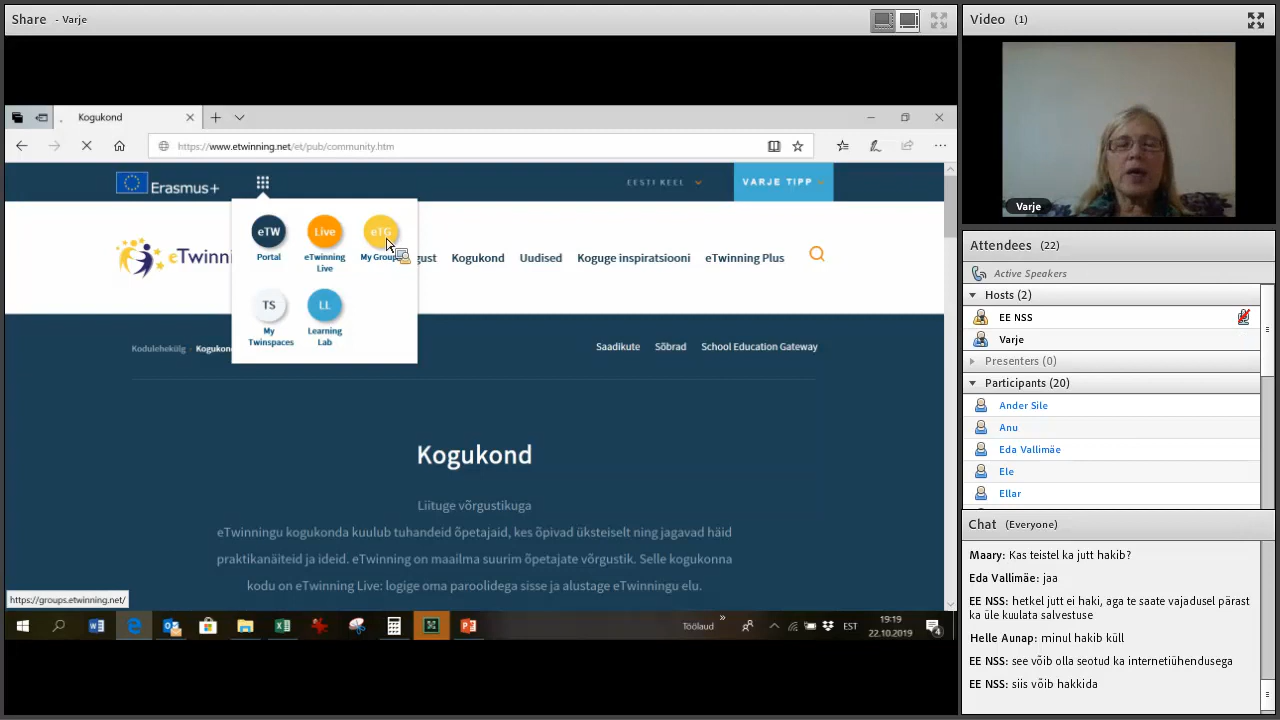 Share - Varje
Kogukond
https://www.etwinning.net/et/pub/community.htm
Erasmus+
EESTI KEEL
VARJE TIPP
eTW
Live
eTG
Portal
eTwinning
Live
My Group
TS
LL
My
Twinspaces
Learning
Lab
eTwinni
gust
Kogukond
Uudised
Koguge inspiratsiooni
eTwinning Plus
Kodulehekülg
Kogukon
Saadikute
Sõbrad
School Education Gateway
Kogukond
Liituge võrgustikuga
eTwinningu kogukonda kuulub tuhandeid õpetajaid, kes õpivad üksteiselt ning jagavad häid
praktikanäiteid ja ideid. eTwinning on maailma suurim õpetajate võrgustik. Selle kogukonna
kodu on eTwinning Live: logige oma paroolidega sisse ja alustage eTwinningu elu.
https://groups.etwinning.net/
Töölaud
EST
19:19
22.10.2019
4
Video (1)
Varje
Attendees (22)
Active Speakers
Hosts (2)
EE NSS
Varje
Presenters (0)
Participants (20)
Ander Sile
Anu
Eda Vallimäe
Ele
Ellar
Chat (Everyone)
Maary: Kas teistel ka jutt hakib?
Eda Vallimäe: jaa
EE NSS: hetkel jutt ei haki, aga te saate vajadusel pärast
ka üle kuulata salvestuse
Helle Aunap: minul hakib küll
EE NSS: see võib olla seotud ka internetiühendusega
EE NSS: siis võib hakkida